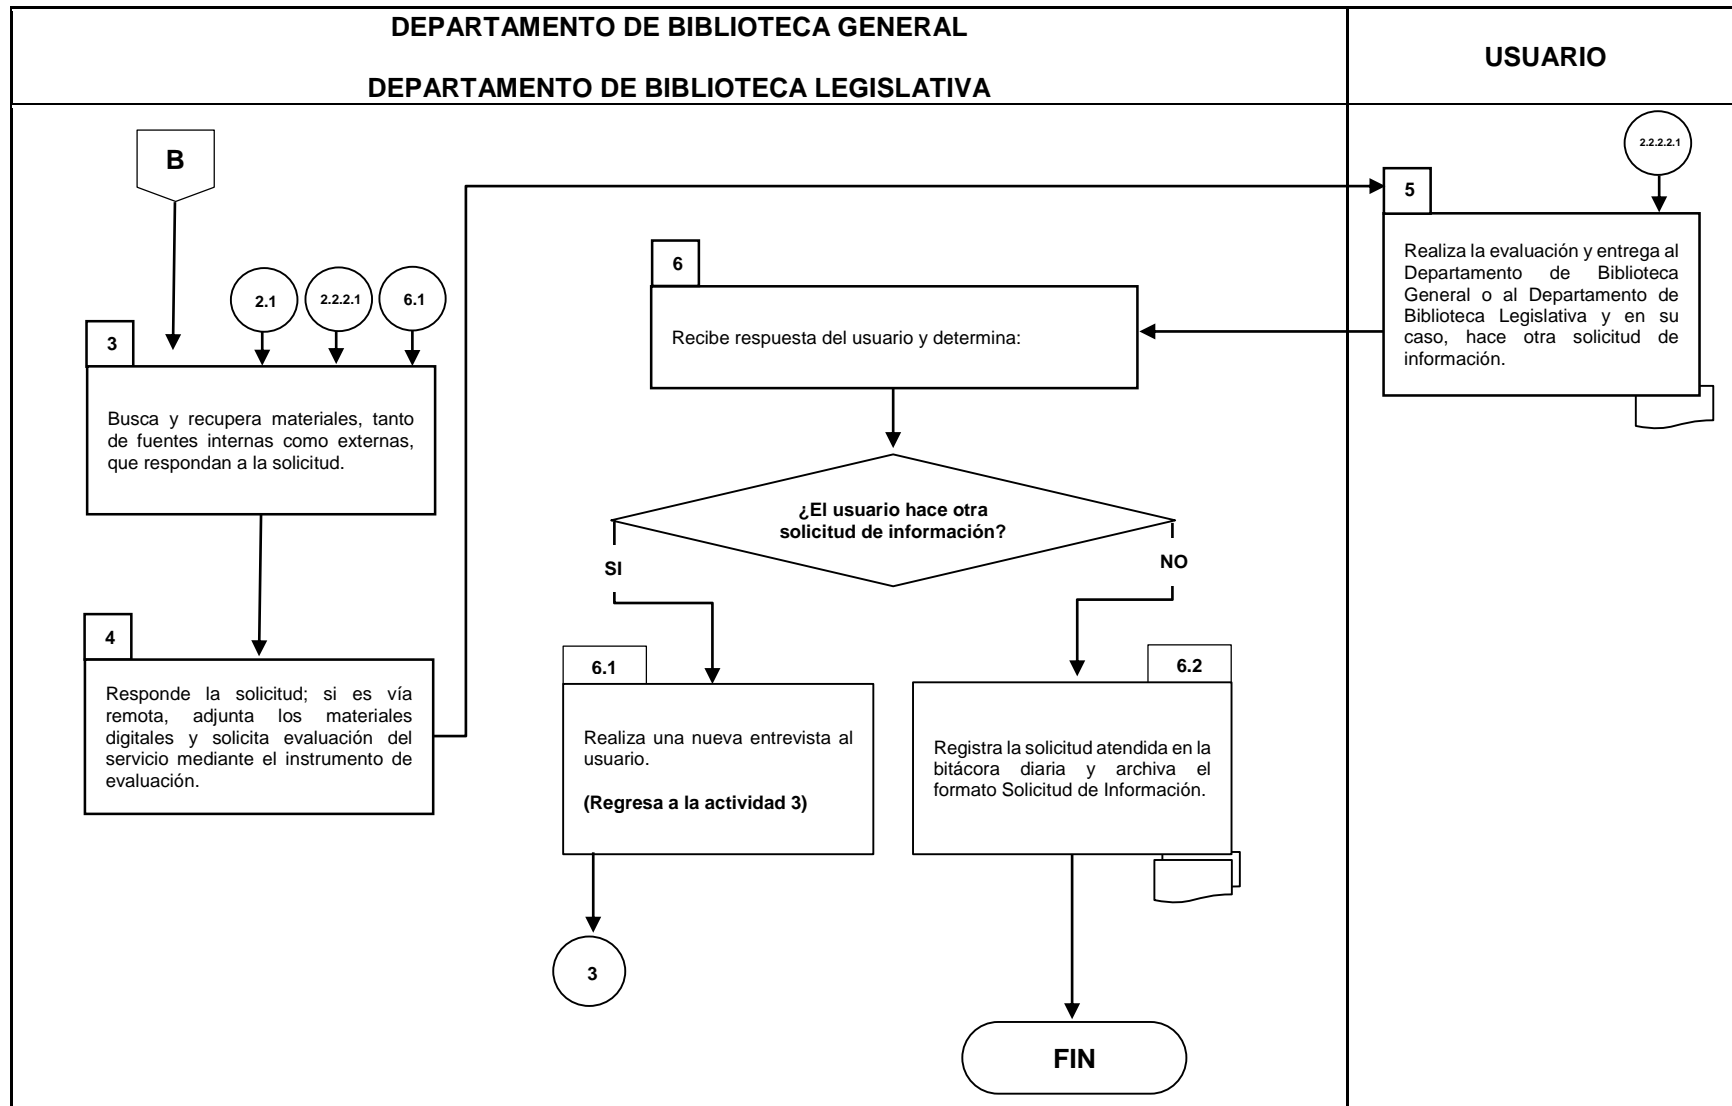 DEPARTAMENTO DE BIBLIOTECA GENERAL
DEPARTAMENTO DE BIBLIOTECA LEGISLATIVA
USUARIO
B
2.1
2.2.2.1
6.1
3
Busca y recupera materiales, tanto
de fuentes internas como externas,
que respondan a la solicitud.
4
Responde la solicitud; si es vía
remota, adjunta los materiales
digitales y solicita evaluación del
servicio mediante el instrumento de
evaluación.
2.2.2.2.1
5
Realiza la evaluación y entrega al
Departamento de Biblioteca
General o al Departamento de
Biblioteca Legislativa y en su
caso, hace otra solicitud de
información.
6
Recibe respuesta del usuario y determina:
¿El usuario hace otra
solicitud de información?
SI
NO
6.1
Realiza una nueva entrevista al
usuario.
(Regresa a la actividad 3)
3
6.2
Registra la solicitud atendida en la
bitácora diaria y archiva el
formato Solicitud de Información.
FIN